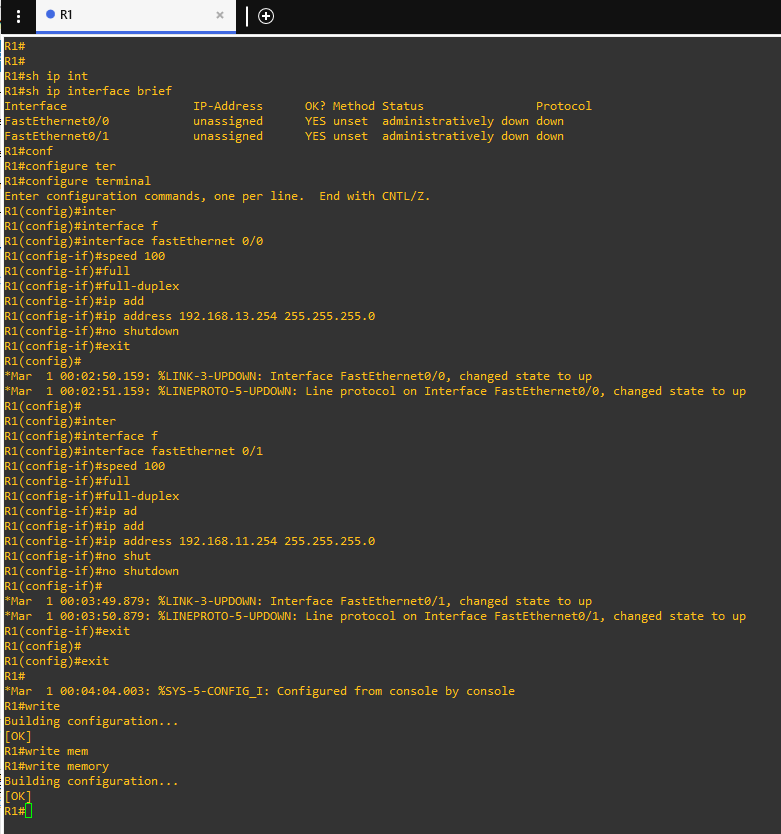 R1
R1#
R1#
R1#sh ip int
R1#sh ip interface brief
Interface                  IP-Address      OK? Method Status                Protocol
FastEthernet0/0            unassigned      YES unset  administratively down down
FastEthernet0/1            unassigned      YES unset  administratively down down
R1#conf
R1#configure ter
R1#configure terminal
Enter configuration commands, one per line.  End with CNTL/Z.
R1(config)#inter
R1(config)#interface f
R1(config)#interface fastEthernet 0/0
R1(config-if)#speed 100
R1(config-if)#full
R1(config-if)#full-duplex
R1(config-if)#ip add
R1(config-if)#ip address 192.168.13.254 255.255.255.0
R1(config-if)#no shutdown
R1(config-if)#exit
R1(config)#
*Mar  1 00:02:50.159: %LINK-3-UPDOWN: Interface FastEthernet0/0, changed state to up
*Mar  1 00:02:51.159: %LINEPROTO-5-UPDOWN: Line protocol on Interface FastEthernet0/0, changed state to up
R1(config)#
R1(config)#inter
R1(config)#interface f
R1(config)#interface fastEthernet 0/1
R1(config-if)#speed 100
R1(config-if)#full
R1(config-if)#full-duplex
R1(config-if)#ip ad
R1(config-if)#ip add
R1(config-if)#ip address 192.168.11.254 255.255.255.0
R1(config-if)#no shut
R1(config-if)#no shutdown
R1(config-if)#
*Mar  1 00:03:49.879: %LINK-3-UPDOWN: Interface FastEthernet0/1, changed state to up
*Mar  1 00:03:50.879: %LINEPROTO-5-UPDOWN: Line protocol on Interface FastEthernet0/1, changed state to up
R1(config-if)#exit
R1(config)#
R1(config)#exit
R1#
*Mar  1 00:04:04.003: %SYS-5-CONFIG_I: Configured from console by console
R1#write
Building configuration...
[OK]
R1#write mem
R1#write memory
Building configuration...
[OK]
R1#